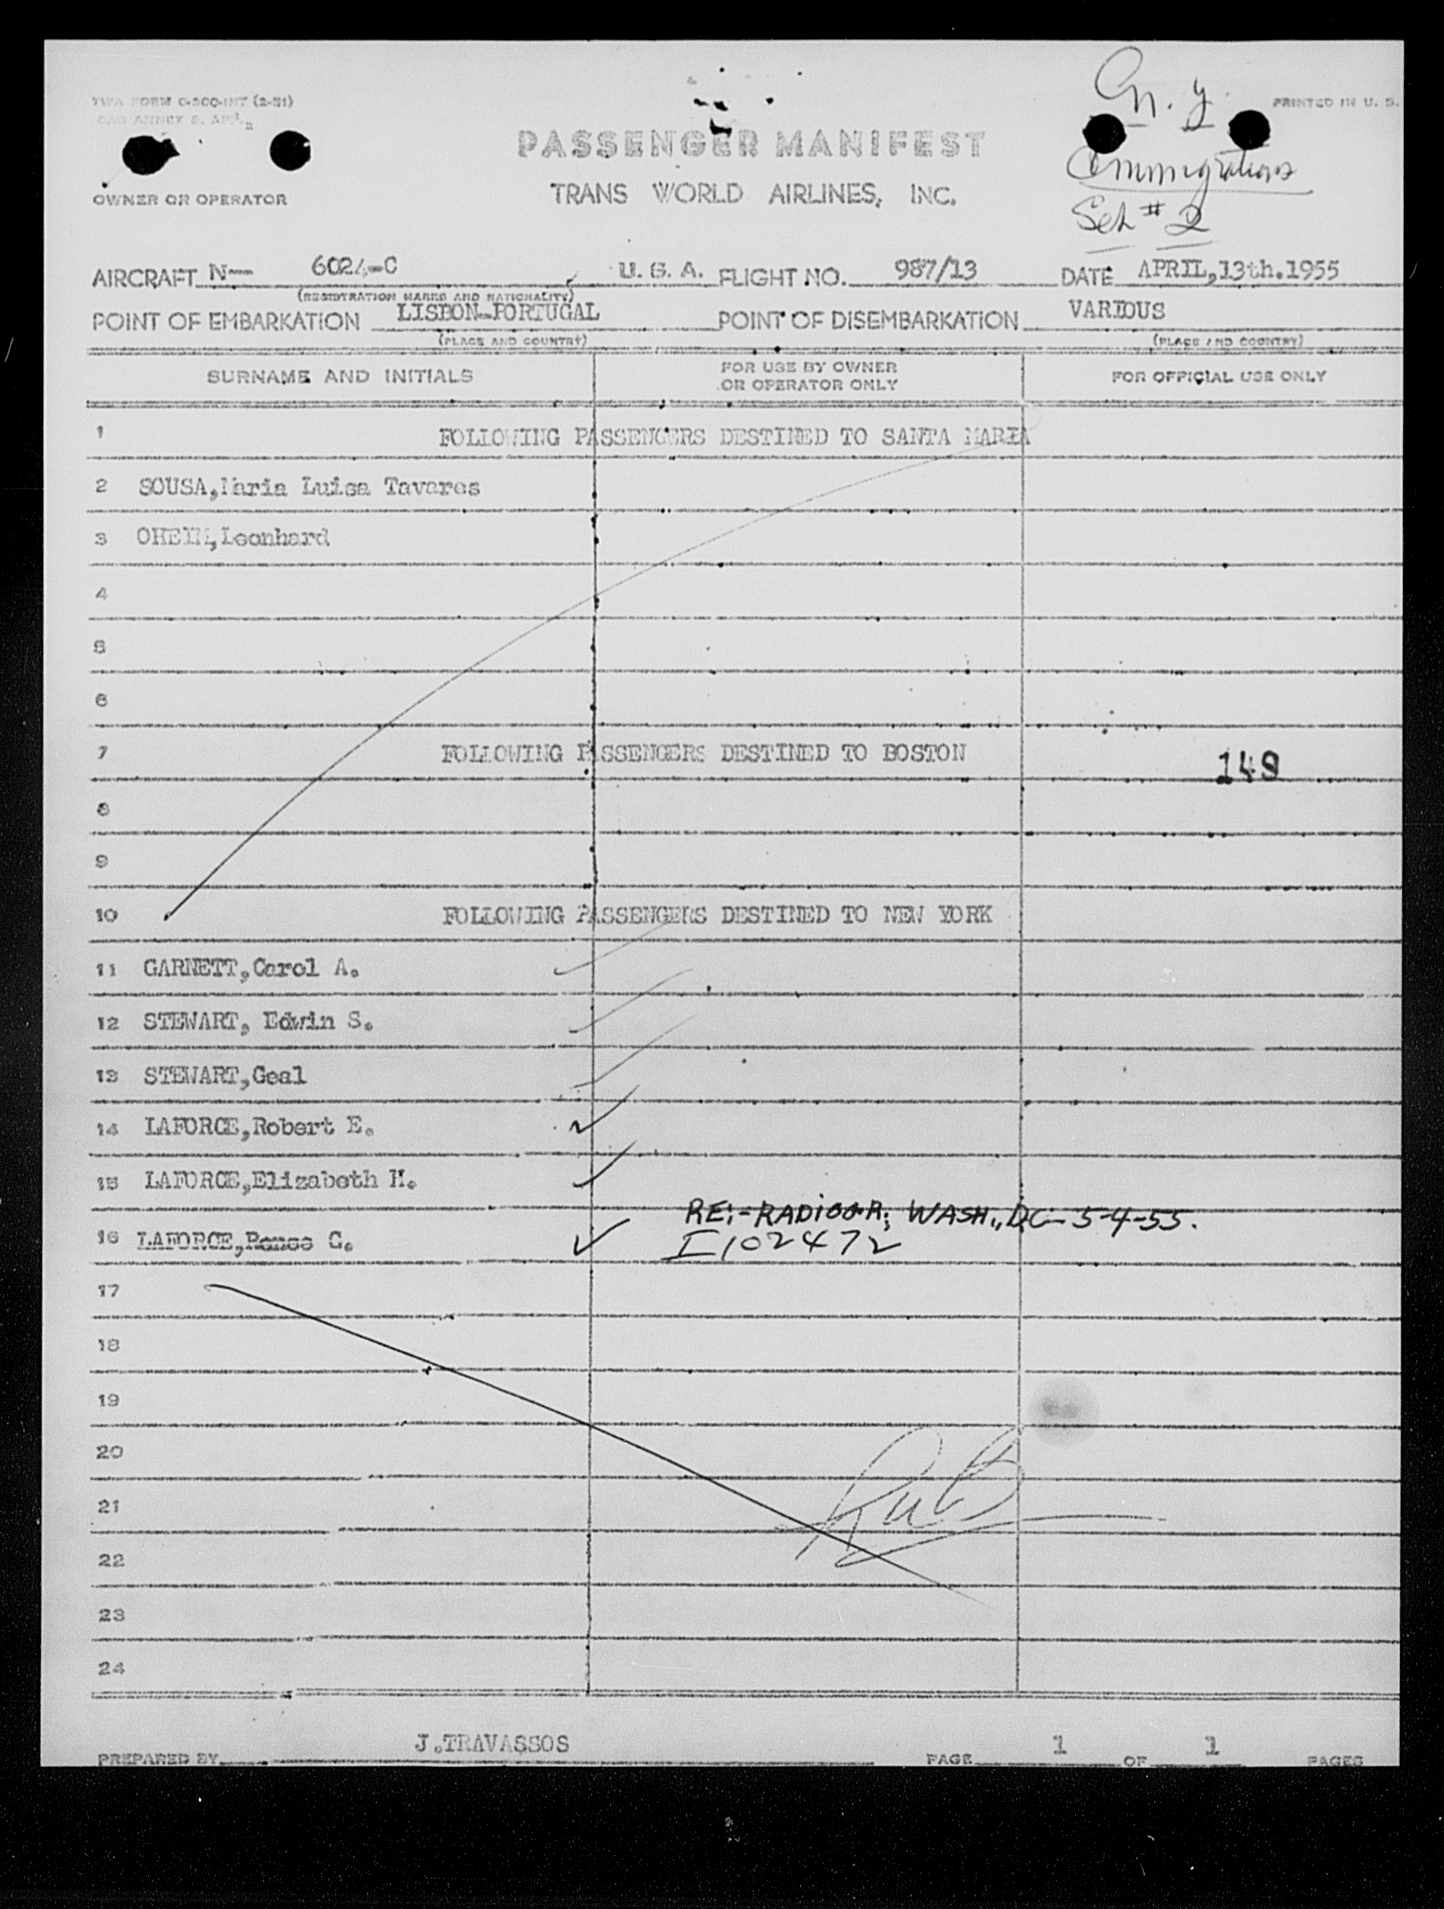 TWA FORM
PRINTED IN U. S.
N. Y.
PASSENGER MANIFEST
Immigration
OWNER OR OPERATOR
TRANS WORLD AIRLINES, INC.
Set # 2
AIRCRAFT N-- 6024-C U. S. A. FLIGHT NO. 987/13 DATE APRIL,13th.1955
(REGISTRATION MARKS AND NATIONALITY)
POINT OF EMBARKATION LISBON-PORTUGAL POINT OF DISEMBARKATION VARIOUS
(PLACE AND COUNTRY) (PLACE AND COUNTRY)
SURNAME AND INITIALS FOR USE BY OWNER OR OPERATOR ONLY FOR OFFICIAL USE ONLY
1 FOLLOWING PASSENGERS DESTINED TO SANTA MARIA
2 SOUSA,Maria Luisa Tavares
3 OHEIM,Leonhard
4
5
6
7 FOLLOWING PASSENGERS DESTINED TO BOSTON
149
8
9
10 FOLLOWING PASSENGERS DESTINED TO NEW YORK
11 GARNETT,Carol A.
12 STEWART, Edwin S.
13 STEWART,Geal
14 LAFORCE,Robert E.
15 LAFORCE,Elizabeth H.
RE:-RADIOGR; WASH., DC- 5-4-55.
16 LAFORCE,Renee C. I102472
17
18
19
20
21
22
23
24
PREPARED BY J.TRAVASSOS PAGE 1 OF 1 PAGES